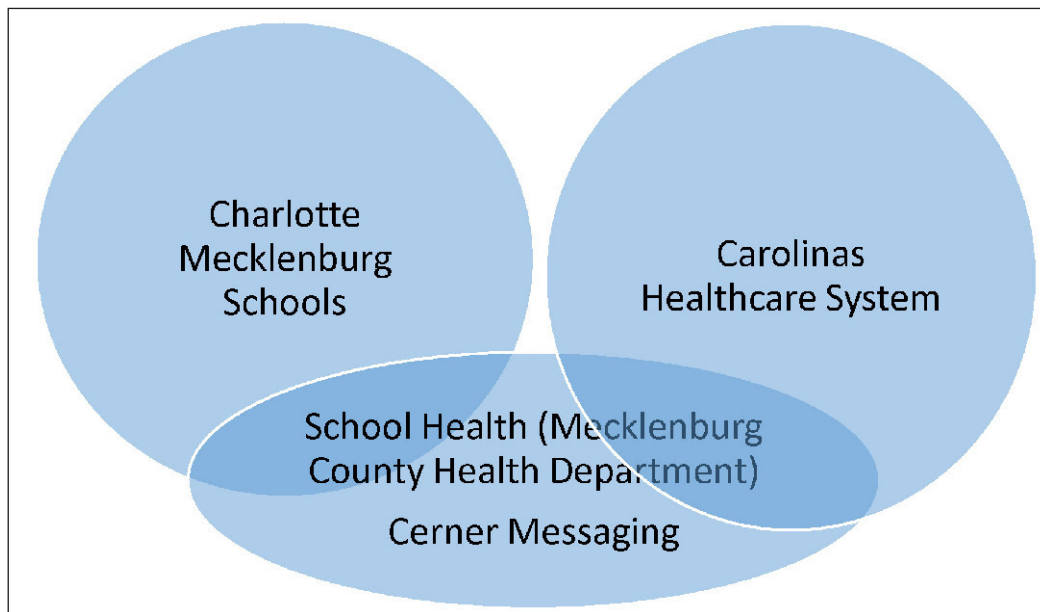 Charlotte
Mecklenburg
Schools
Carolinas
Healthcare System
School Health (Mecklenburg
County Health Department)
Cerner Messaging